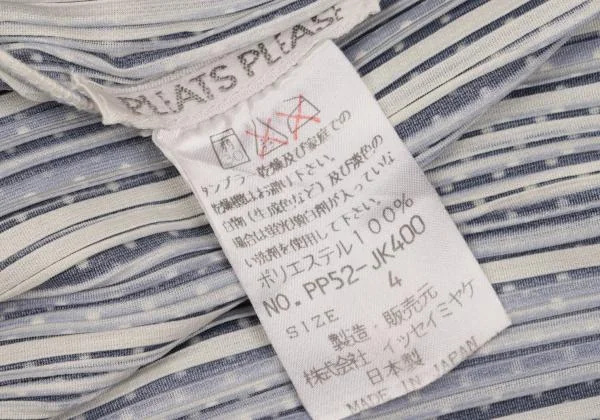 PLEATS PLEASE
タンブラ 乾燥及び家庭での
乾燥はお避け下さい。
白物(生成色など)及び淡色の
場合は蛍光増白剤が入っていな
い洗剤を使用して下さい。
ポリエステル100%
NO. PP52-JK400
SIZE 4
製造・販売元
株式会社 イッセイミヤケ
日本製
MADE IN JAPAN